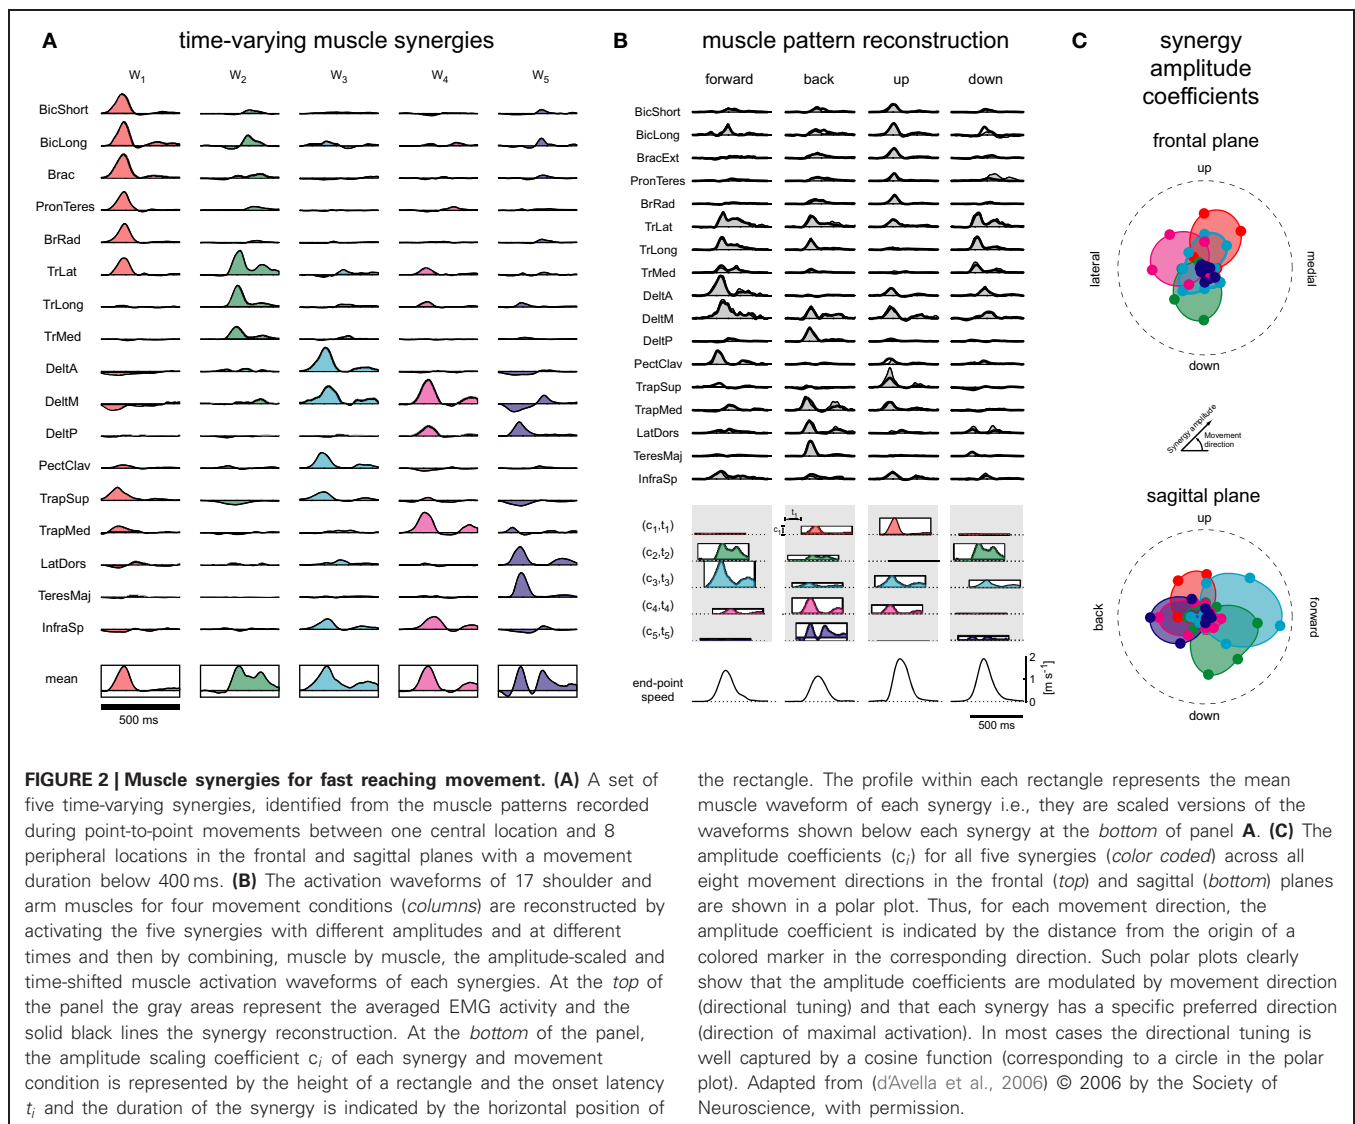 A time-varying muscle synergies
W1 W2 W3 W4 W5
BicShort
BicLong
Brac
PronTeres
BrRad
TrLat
TrLong
TrMed
DeltA
DeltM
DeltP
PectClav
TrapSup
TrapMed
LatDors
TeresMaj
InfraSp
mean
500 ms
B muscle pattern reconstruction
forward back up down
BicShort
BicLong
BracExt
PronTeres
BrRad
TrLat
TrLong
TrMed
DeltA
DeltM
DeltP
PectClav
TrapSup
TrapMed
LatDors
TeresMaj
InfraSp
(c1,t1) c1 t1
(c2,t2)
(c3,t3)
(c4,t4)
(c5,t5)
end-point
speed
2
1
0
[m s-1]
500 ms
C synergy
amplitude
coefficients
frontal plane
up
lateral
medial
down
Synergy amplitude
Movement
direction
sagittal plane
up
back
forward
down
FIGURE 2 | Muscle synergies for fast reaching movement. (A) A set of
five time-varying synergies, identified from the muscle patterns recorded
during point-to-point movements between one central location and 8
peripheral locations in the frontal and sagittal planes with a movement
duration below 400 ms. (B) The activation waveforms of 17 shoulder and
arm muscles for four movement conditions (columns) are reconstructed by
activating the five synergies with different amplitudes and at different
times and then by combining, muscle by muscle, the amplitude-scaled and
time-shifted muscle activation waveforms of each synergies. At the top of
the panel the gray areas represent the averaged EMG activity and the
solid black lines the synergy reconstruction. At the bottom of the panel,
the amplitude scaling coefficient ci of each synergy and movement
condition is represented by the height of a rectangle and the onset latency
ti and the duration of the synergy is indicated by the horizontal position of
the rectangle. The profile within each rectangle represents the mean
muscle waveform of each synergy i.e., they are scaled versions of the
waveforms shown below each synergy at the bottom of panel A. (C) The
amplitude coefficients (ci) for all five synergies (color coded) across all
eight movement directions in the frontal (top) and sagittal (bottom) planes
are shown in a polar plot. Thus, for each movement direction, the
amplitude coefficient is indicated by the distance from the origin of a
colored marker in the corresponding direction. Such polar plots clearly
show that the amplitude coefficients are modulated by movement direction
(directional tuning) and that each synergy has a specific preferred direction
(direction of maximal activation). In most cases the directional tuning is
well captured by a cosine function (corresponding to a circle in the polar
plot). Adapted from (d'Avella et al., 2006) © 2006 by the Society of
Neuroscience, with permission.